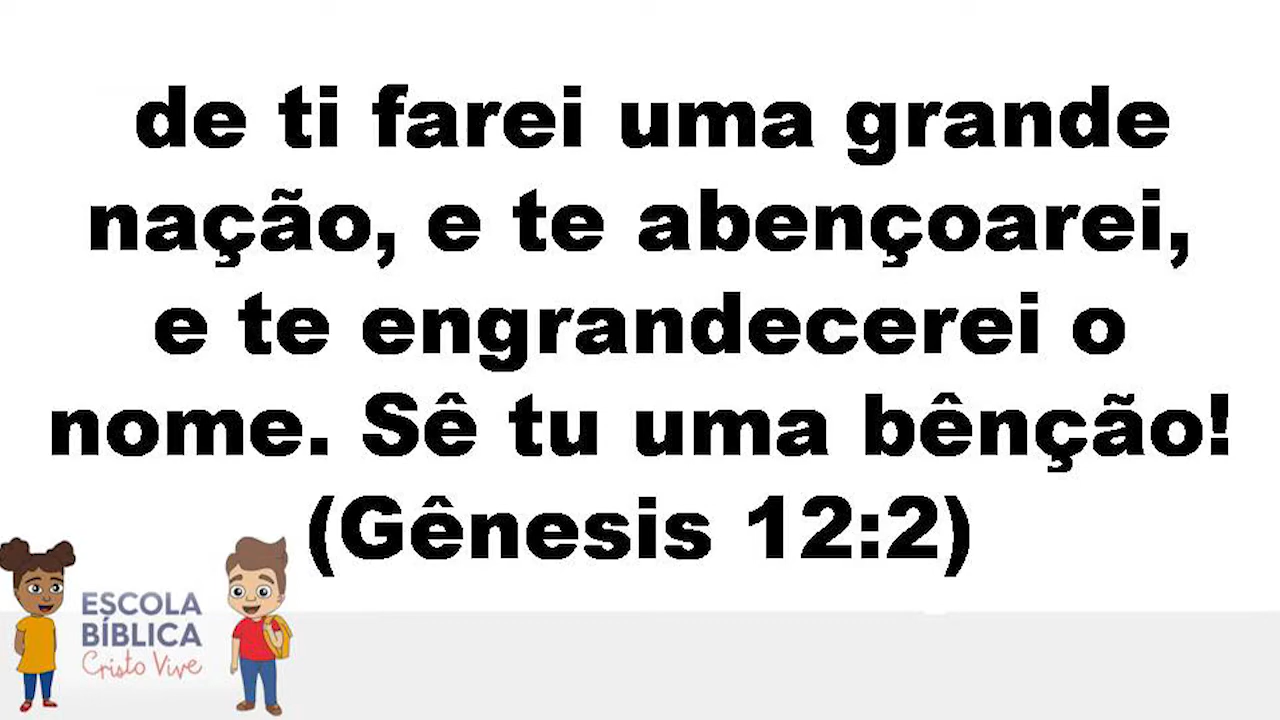 de ti farei uma grande
nação, e te abençoarei,
e te engrandecerei o
nome. Sê tu uma bênção!
(Gênesis 12:2)
ESCOLA
BÍBLICA
Cristo Vive